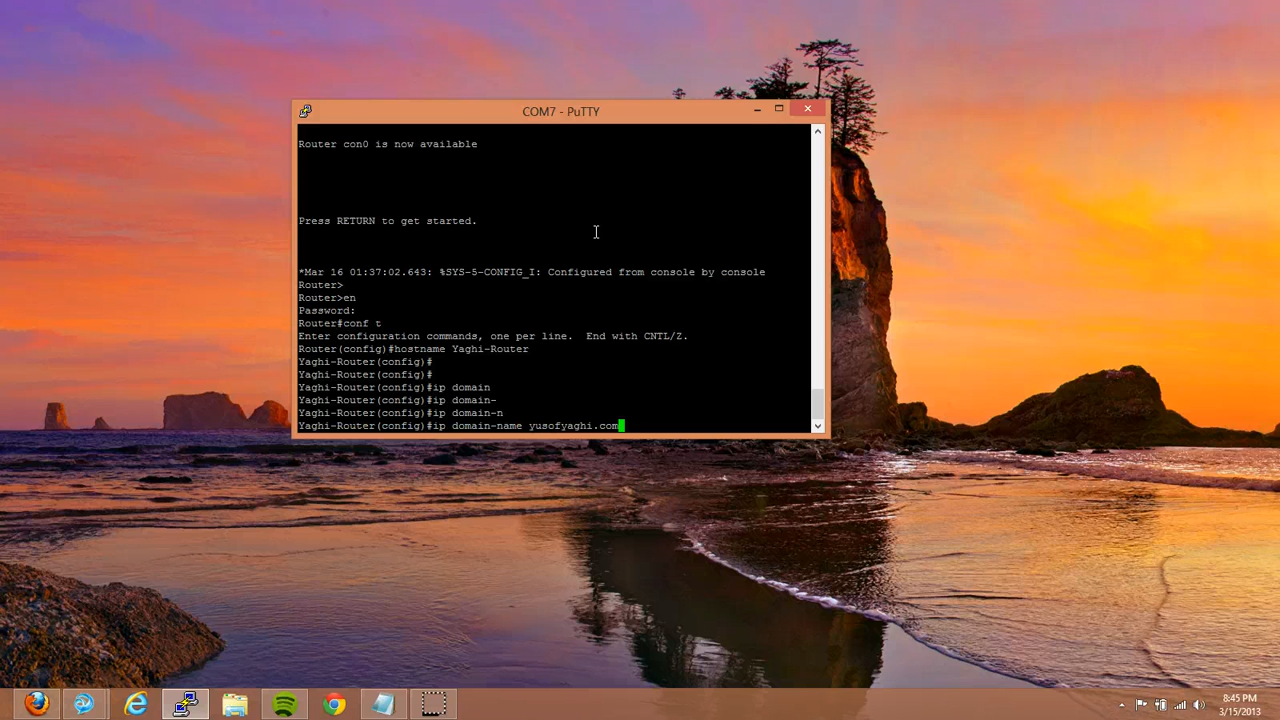 COM7 - PuTTY
Router con0 is now available
Press RETURN to get started.
*Mar 16 01:37:02.643: %SYS-5-CONFIG_I: Configured from console by console
Router>
Router>en
Password:
Router#conf t
Enter configuration commands, one per line.  End with CNTL/Z.
Router(config)#hostname Yaghi-Router
Yaghi-Router(config)#
Yaghi-Router(config)#
Yaghi-Router(config)#ip domain
Yaghi-Router(config)#ip domain-
Yaghi-Router(config)#ip domain-n
Yaghi-Router(config)#ip domain-name yusofyaghi.com
8:45 PM
3/15/2013